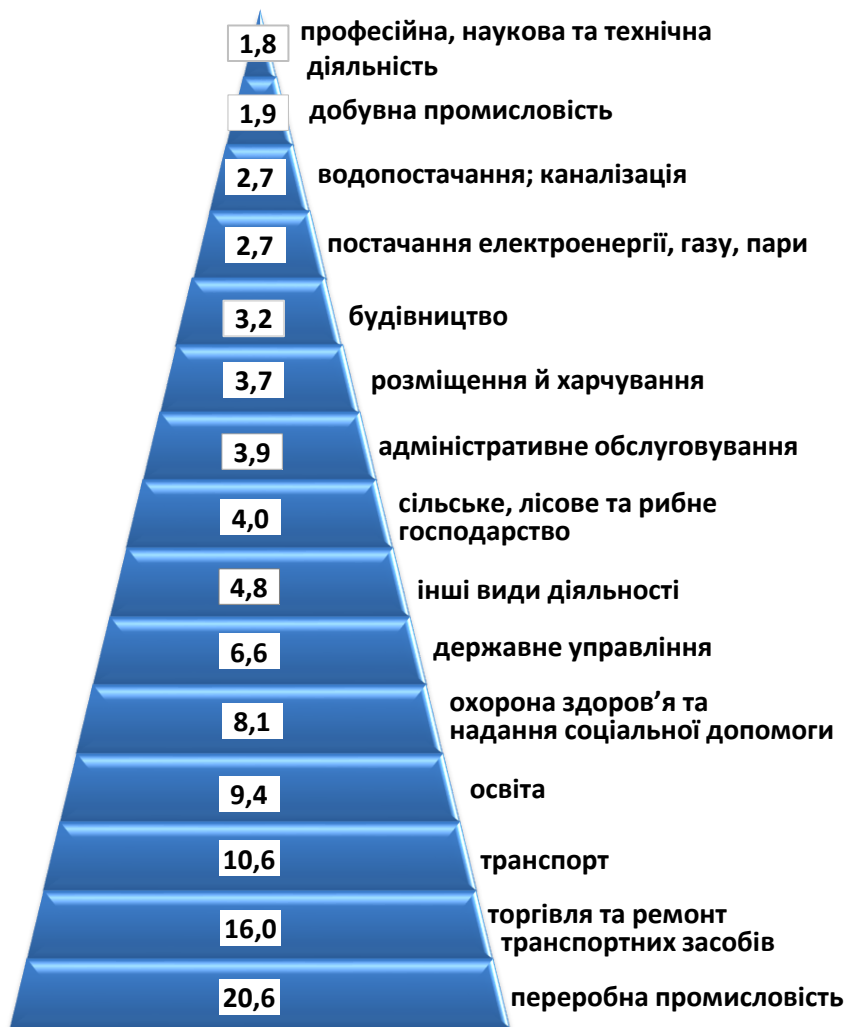 1,8
професійна, наукова та технічна
діяльність
1,9
добувна промисловість
2,7
водопостачання; каналізація
2,7
постачання електроенергії, газу, пари
3,2
будівництво
3,7
розміщення й харчування
3,9
адміністративне обслуговування
4,0
сільське, лісове та рибне
господарство
4,8
інші види діяльності
6,6
державне управління
8,1
охорона здоров’я та
надання соціальної допомоги
9,4
освіта
10,6
транспорт
16,0
торгівля та ремонт
транспортних засобів
20,6
переробна промисловість